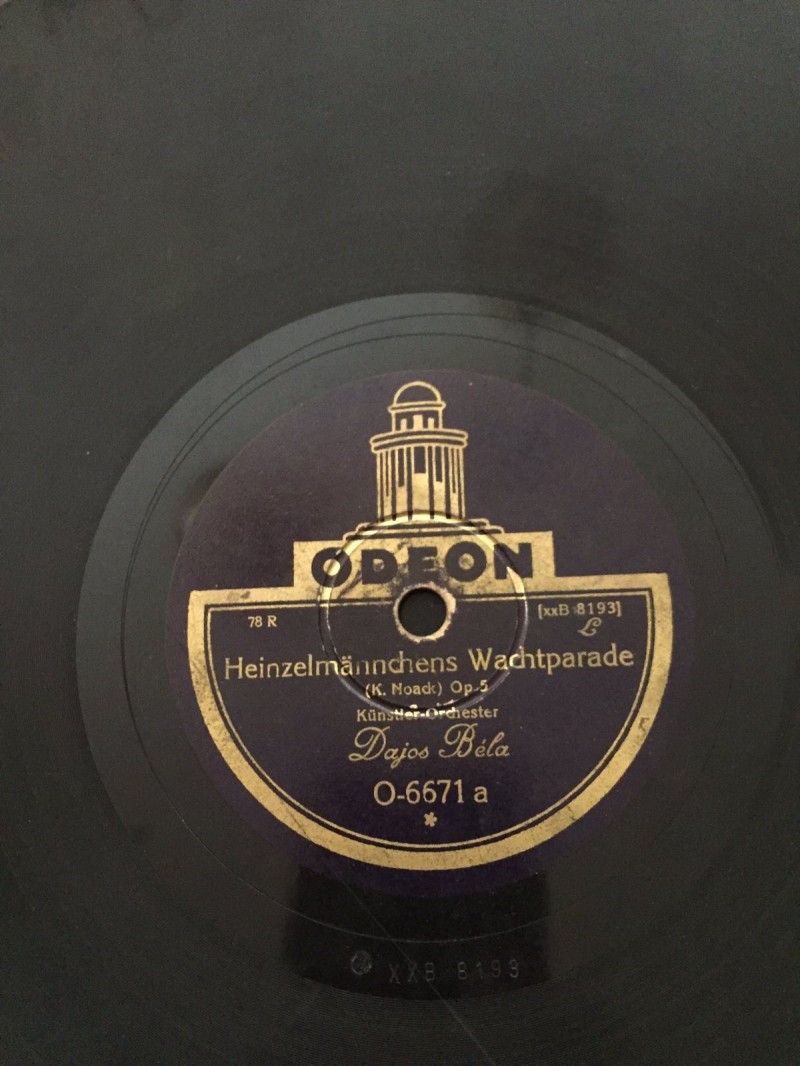 ODEON
78 R [xxB 8193]
L
Heinzelmännchens Wachtparade
(K. Noack) Op. 5
Künstler-Orchester
Dajos Béla
O-6671 a
*
XXB 8193